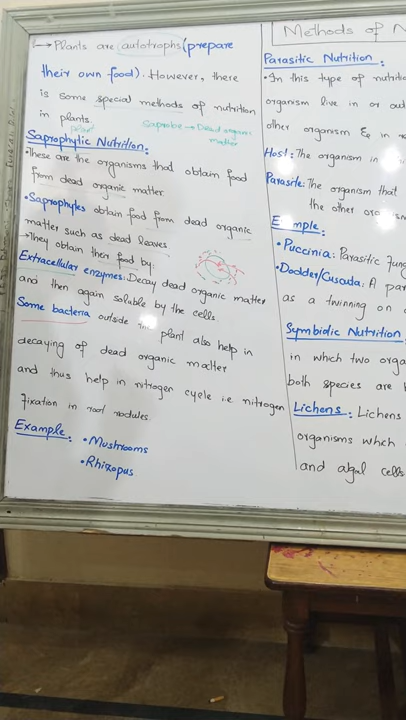 → Plants are autotrophs (prepare
their own food). However, there
is some special methods of nutrition
in plants.
Saprobe → Dead organic
matter
Saprophytic Nutrition:
• These are the organisms that obtain food
from dead organic matter
• Saprophytes obtain food from dead organic
matter such as dead leaves
→ They obtain their food by:
Extracellular enzymes: Decay dead organic matter
and then again soluble by the cells.
Some bacteria outside the plant also help in
decaying of dead organic matter
and thus help in nitrogen cycle i.e. nitrogen
fixation in root nodules.
Example: • Mushrooms
• Rhizopus
Methods of N
Parasitic Nutrition:
• In this type of nutritio
organism live in or ou
other organism & in
Host: The organism in
Parasite: The organism that
the other
E mple:
• Puccinia: Parasitic fung
• Dodder/Cuscuta: A par
as a twinning on
Symbiotic Nutrition:
in which two orga
both species are
Lichens: Lichens
organisms which
and algal cells